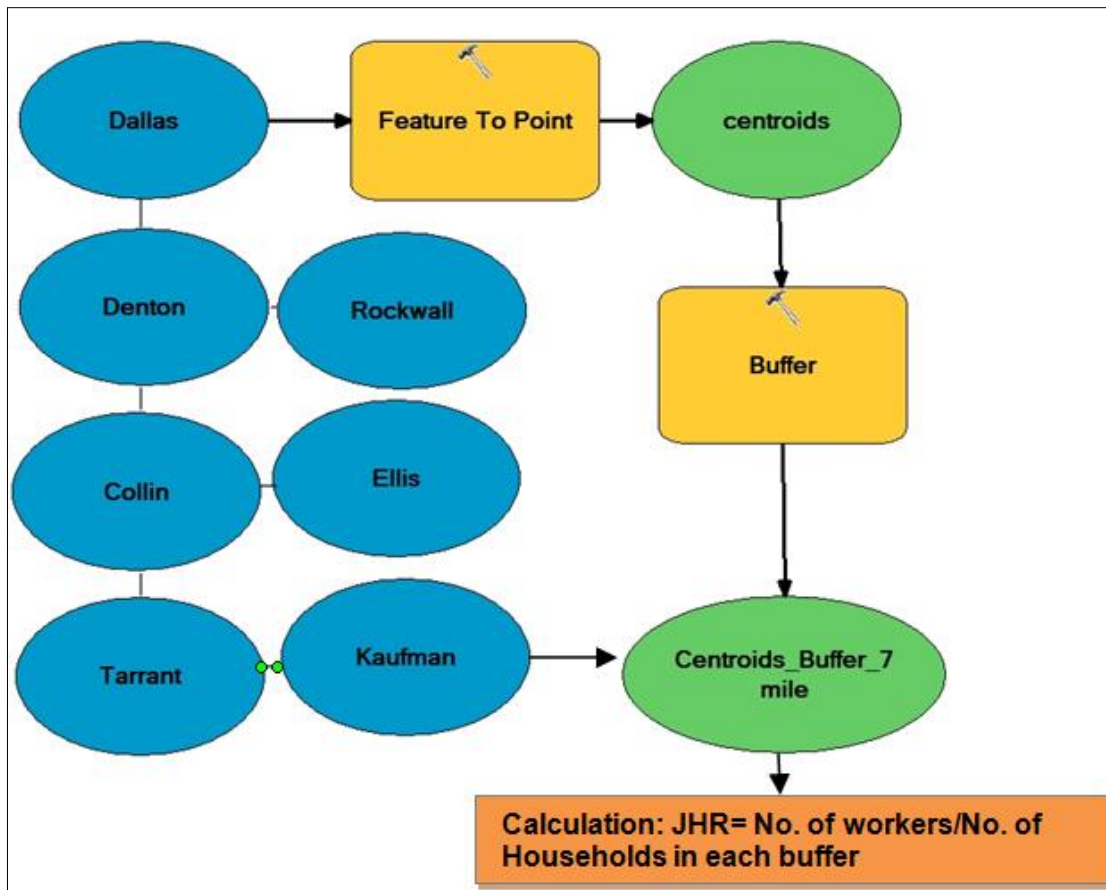 Dallas
Feature To Point
centroids
Denton
Rockwall
Buffer
Collin
Ellis
Tarrant
Kaufman
Centroids_Buffer_7
mile
Calculation: JHR= No. of workers/No. of
Households in each buffer